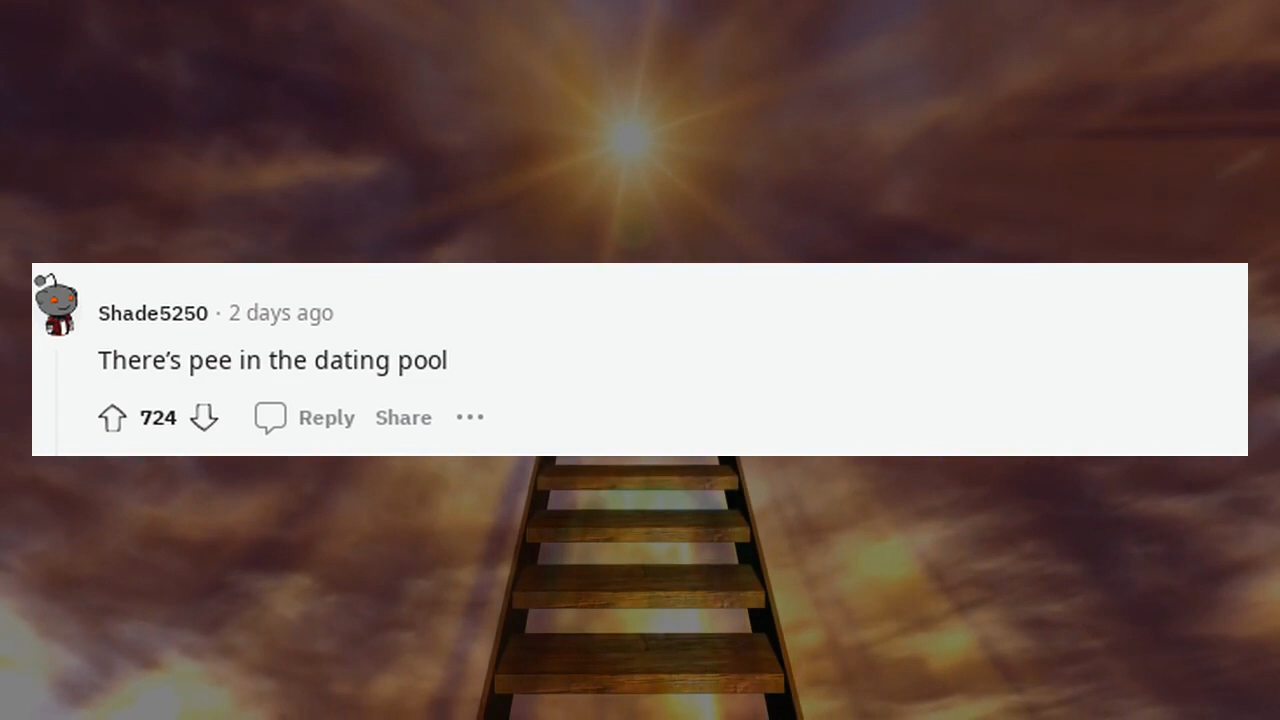 Shade5250 · 2 days ago
There’s pee in the dating pool
724 Reply Share •••